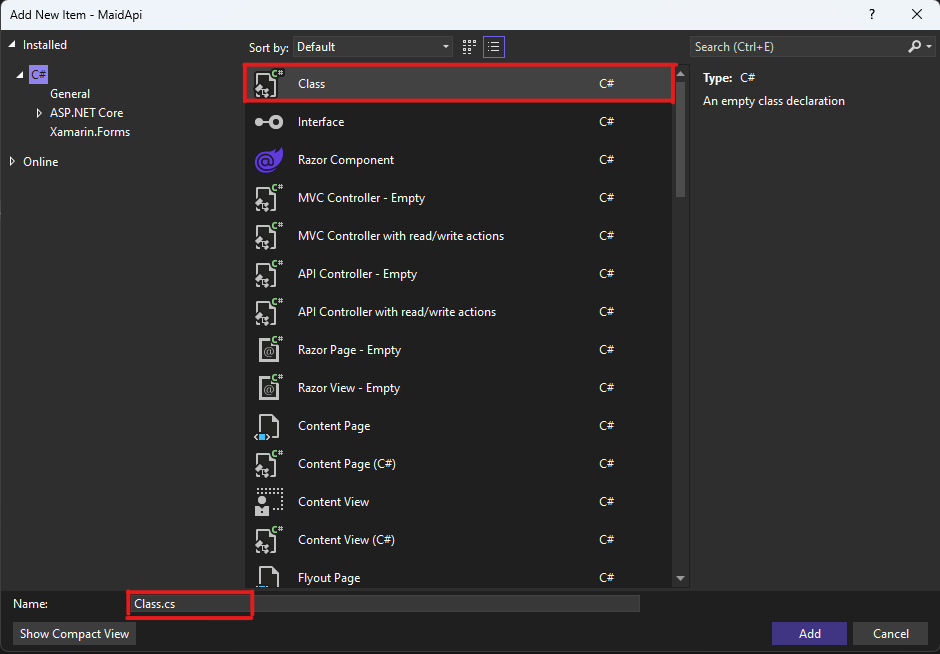 Add New Item - MaidApi ?
Installed
C#
General
ASP.NET Core
Xamarin.Forms
Online
Sort by: Default
Class C#
Interface C#
Razor Component C#
MVC Controller - Empty C#
MVC Controller with read/write actions C#
API Controller - Empty C#
API Controller with read/write actions C#
Razor Page - Empty C#
Razor View - Empty C#
Content Page C#
Content Page (C#) C#
Content View C#
Content View (C#) C#
Flyout Page C#
Search (Ctrl+E)
Type: C#
An empty class declaration
Name: Class.cs
Show Compact View Add Cancel